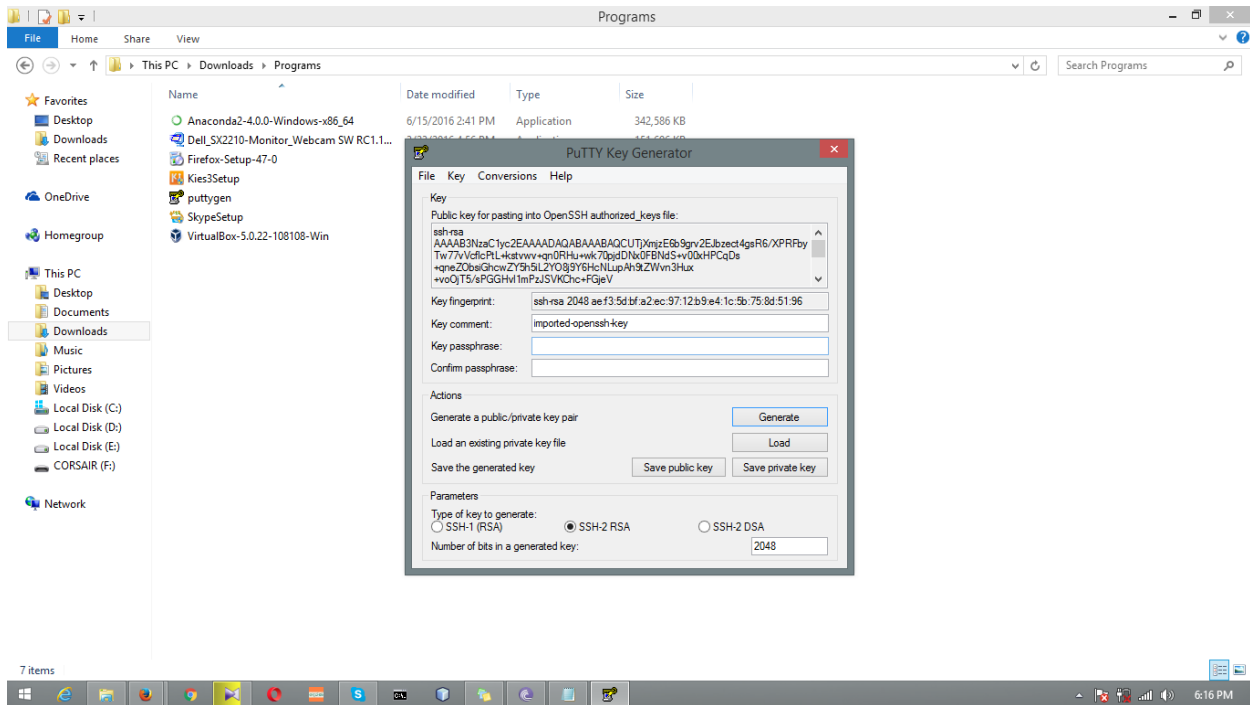 Programs
File Home Share View
This PC Downloads Programs
Search Programs
Favorites
Desktop
Downloads
Recent places
OneDrive
Homegroup
This PC
Desktop
Documents
Downloads
Music
Pictures
Videos
Local Disk (C:)
Local Disk (D:)
Local Disk (E:)
CORSAIR (F:)
Network
Name Date modified Type Size
Anaconda2-4.0.0-Windows-x86_64 6/15/2016 2:41 PM Application 342,586 KB
Dell_SX2210-Monitor_Webcam SW RC1.1...
Firefox-Setup-47-0
Kies3Setup
puttygen
SkypeSetup
VirtualBox-5.0.22-108108-Win
PuTTY Key Generator
File Key Conversions Help
Key
Public key for pasting into OpenSSH authorized_keys file:
ssh-rsa
AAAAB3NzaC1yc2EAAAADAQABAAABAQCUTjXmjzE6b9grv2EJbzect4gsR6/XPRFby
Tw77vVcflcPtL+kstvwv+qn0RHu+wk70pjdDNx0FBNdS+v00xHPCqDs
+qneZObsiGhcwZY5h5iL2YO8j9Y6HcNLupAh9tZWvn3Hux
+voOjT5/sPGGHvI1mPzJSVKChc+FGjeV
Key fingerprint: ssh-rsa 2048 ae:f3:5d:bf:a2:ec:97:12:b9:e4:1c:5b:75:8d:51:96
Key comment: imported-openssh-key
Key passphrase:
Confirm passphrase:
Actions
Generate a public/private key pair Generate
Load an existing private key file Load
Save the generated key Save public key Save private key
Parameters
Type of key to generate:
SSH-1 (RSA) SSH-2 RSA SSH-2 DSA
Number of bits in a generated key: 2048
7 items
6:16 PM